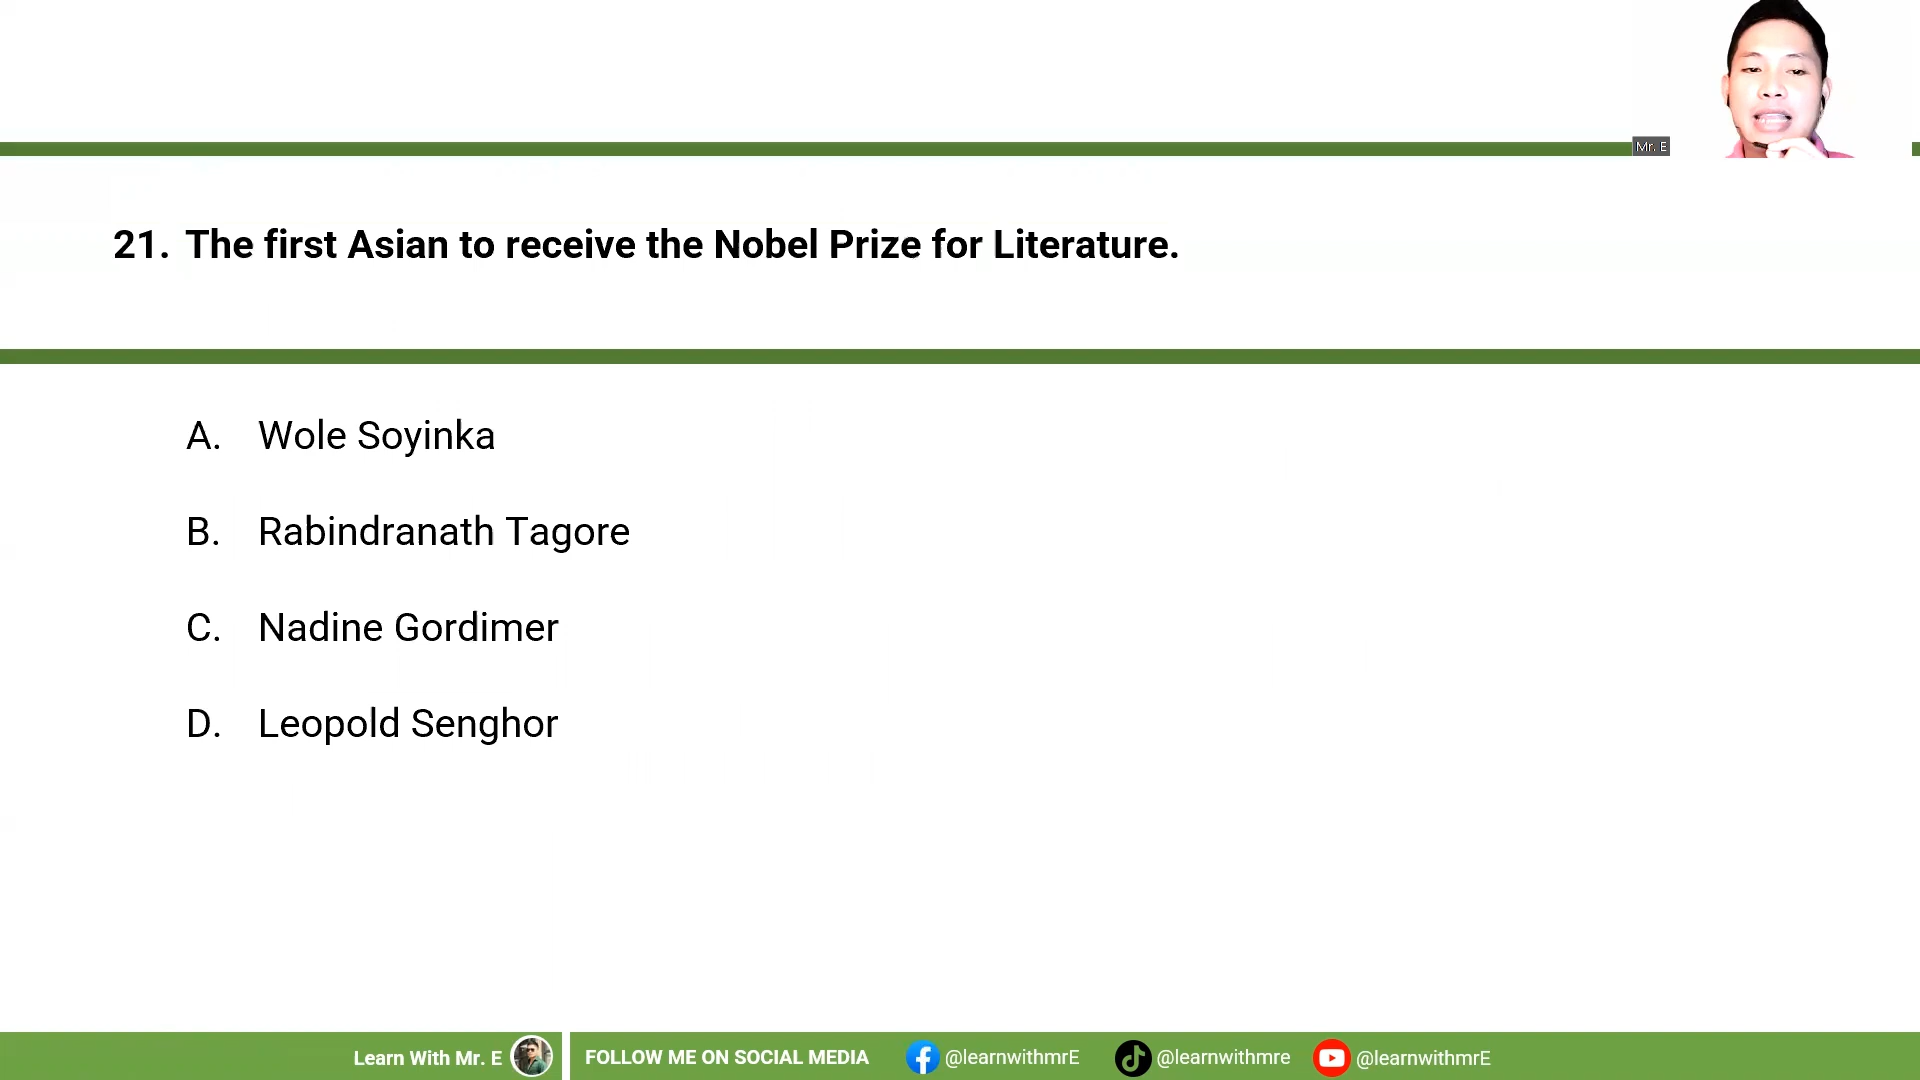 Mr. E
21. The first Asian to receive the Nobel Prize for Literature.
A. Wole Soyinka
B. Rabindranath Tagore
C. Nadine Gordimer
D. Leopold Senghor
Learn With Mr. E FOLLOW ME ON SOCIAL MEDIA @learnwithmrE @learnwithmre @learnwithmrE